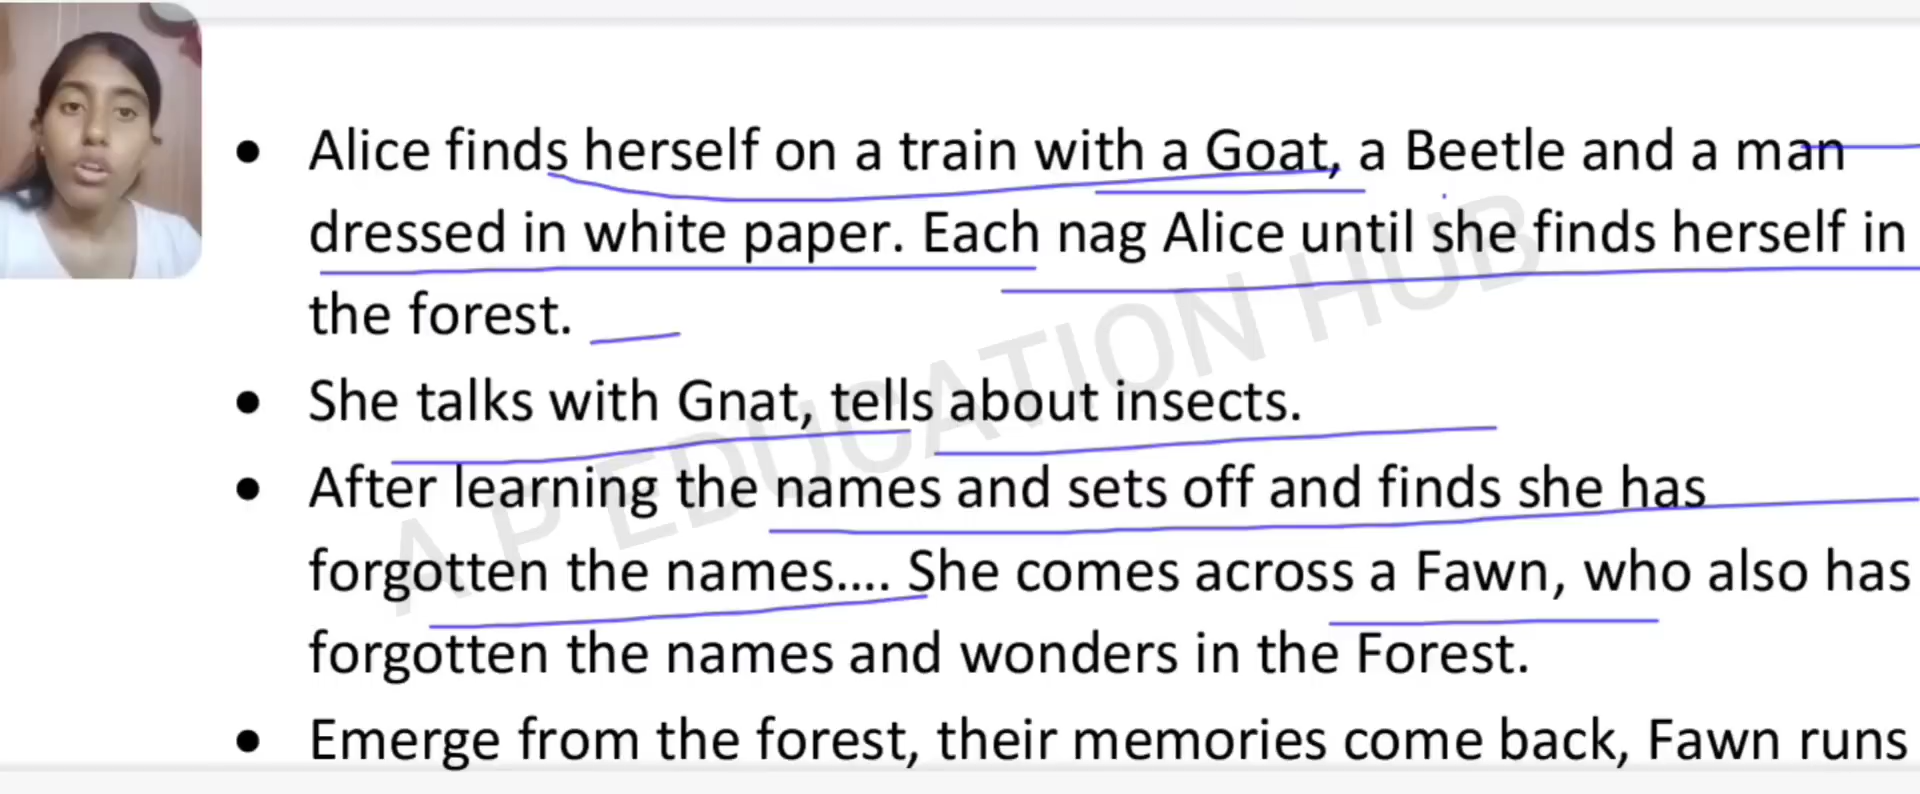 • Alice finds herself on a train with a Goat, a Beetle and a man
dressed in white paper. Each nag Alice until she finds herself in
the forest.
• She talks with Gnat, tells about insects.
• After learning the names and sets off and finds she has
forgotten the names.... She comes across a Fawn, who also has
forgotten the names and wonders in the Forest.
• Emerge from the forest, their memories come back, Fawn runs
A P EDUCATION HUB